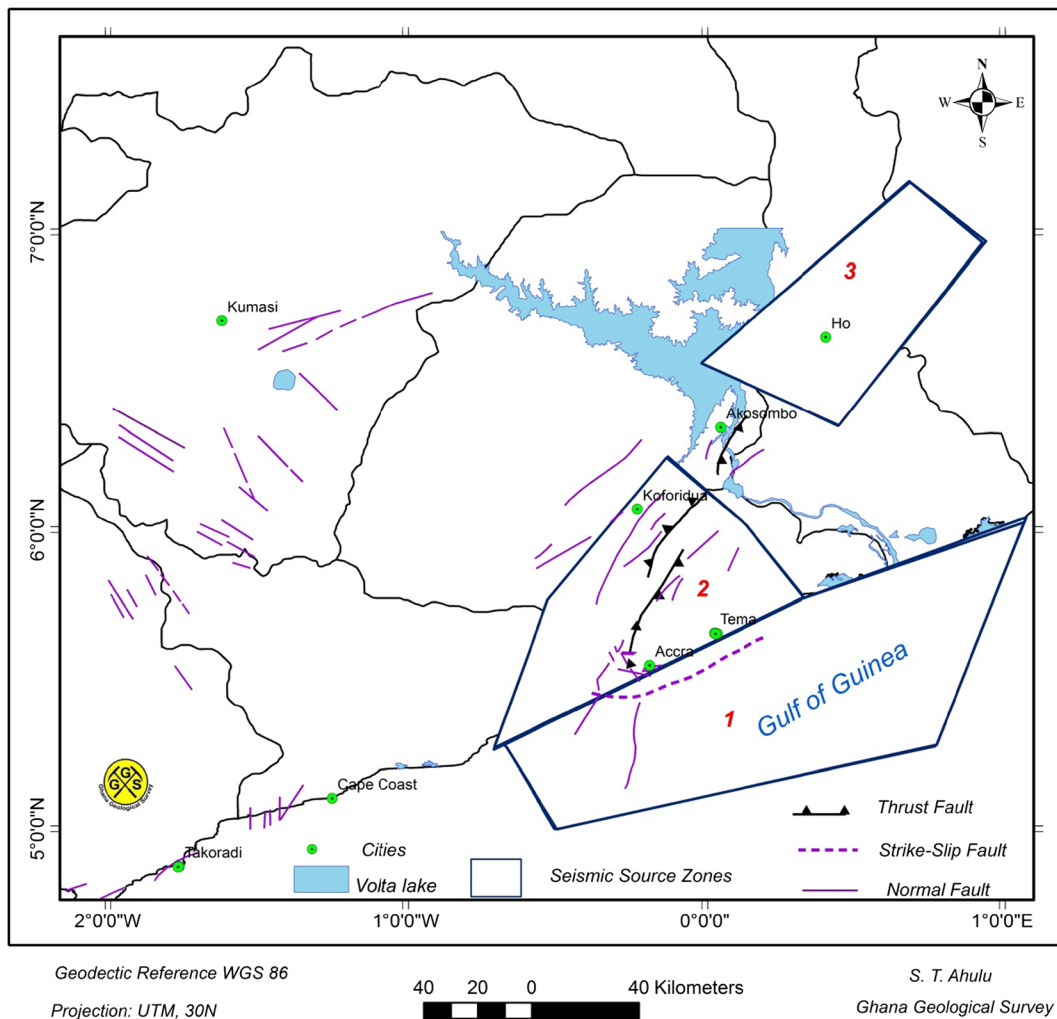 N
W E
S
7°0'0"N
3
Kumasi
Ho
Akosombo
Koforidua
6°0'0"N
2
Tema
Accra
Gulf of Guinea
1
G
G S
Ghana Geological Survey
Cape Coast
5°0'0"N
Takoradi
Cities
Volta lake
Seismic Source Zones
Thrust Fault
Strike-Slip Fault
Normal Fault
2°0'0"W
1°0'0"W
0°0'0"
1°0'0"E
Geodectic Reference WGS 86
Projection: UTM, 30N
40 20 0 40 Kilometers
S. T. Ahulu
Ghana Geological Survey